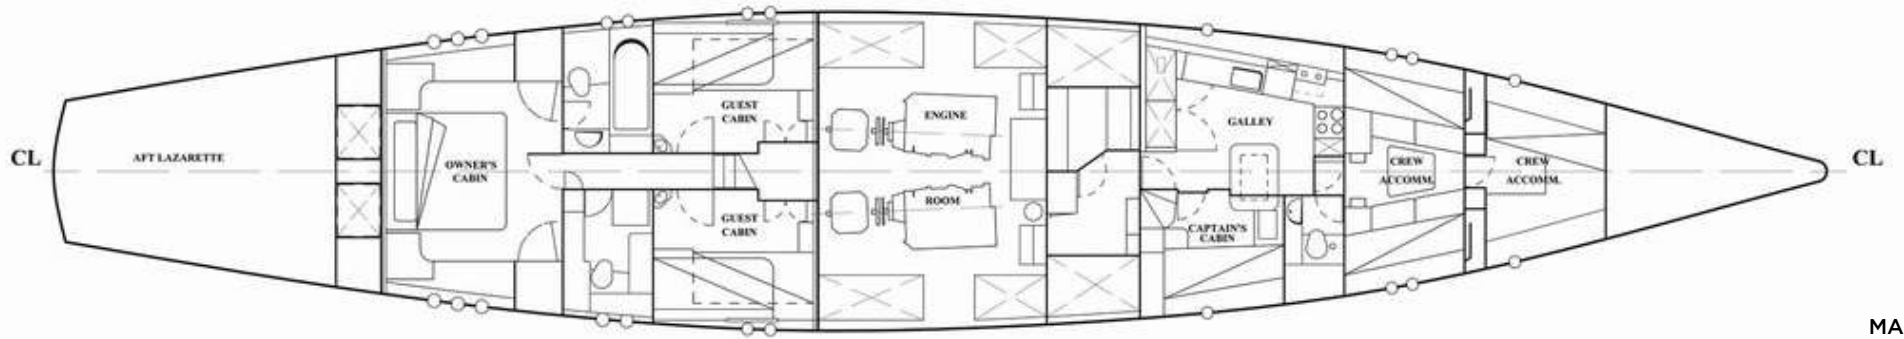 CL
AFT LAZARETTE
OWNER'S
CABIN
GUEST
CABIN
GUEST
CABIN
ENGINE
ROOM
GALLEY
CAPTAIN'S
CABIN
CREW
ACCOMM.
CREW
ACCOMM.
CL
MA